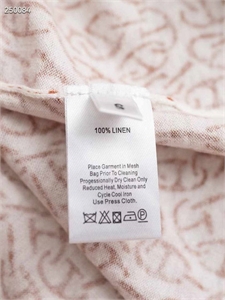 250084
S
100% LINEN
Place Garment in Mesh
Bag Prior To Cleaning
Progessionally Dry Clean Only
Reduced Heat, Moisture and
Cycle Cool Iron
Use Press Cloth.